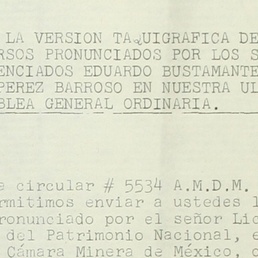 LA VERSION TAQUIGRAFICA DE
RSOS PRONUNCIADOS POR LOS S
ENCIADOS EDUARDO BUSTAMANTE
PEREZ BARROSO EN NUESTRA UL
BLEA GENERAL ORDINARIA.
a circular # 5534 A.M.D.M.
rmitimos enviar a ustedes l
ronunciado por el señor Lic
del Patrimonio Nacional, e
Cámara Minera de México, c